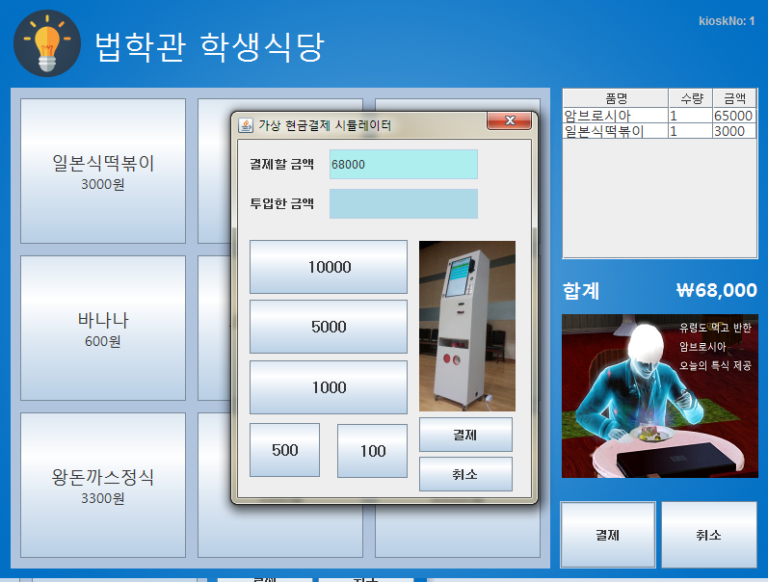 kioskNo: 1
법학관 학생식당
일본식떡볶이
3000원
바나나
600원
왕돈까스정식
3300원
가상 현금결제 시뮬레이터
결제할 금액 68000
투입한 금액
10000
5000
1000
500
100
결제
취소
품명 수량 금액
암브로시아 1 65000
일본식떡볶이 1 3000
합계 ₩68,000
유령도 먹고 반한
암브로시아
오늘의 특식 제공
결제
취소